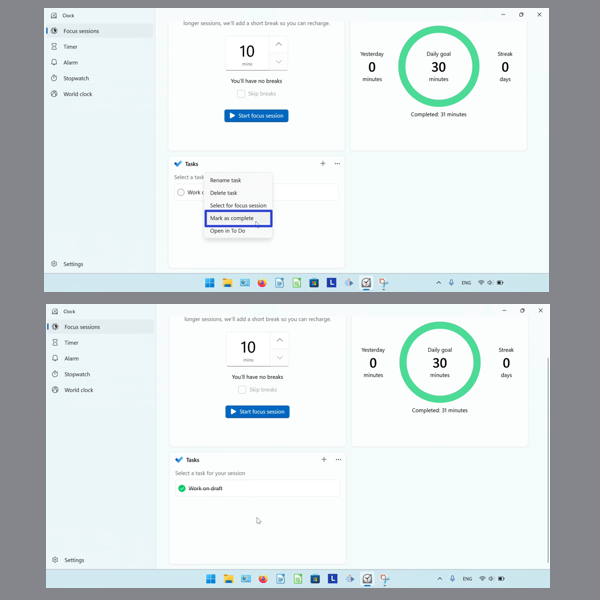 Clock
Focus sessions
Timer
Alarm
Stopwatch
World clock
Settings
longer sessions, we'll add a short break so you can recharge.
10
mins
You'll have no breaks
Skip breaks
Start focus session
Yesterday
0
minutes
Daily goal
30
minutes
Streak
0
days
Completed: 31 minutes
Tasks
Select a task
Work
Rename task
Delete task
Select for focus session
Mark as complete
Open in To Do
L
ENG
Clock
Focus sessions
Timer
Alarm
Stopwatch
World clock
Settings
longer sessions, we'll add a short break so you can recharge.
10
mins
You'll have no breaks
Skip breaks
Start focus session
Yesterday
0
minutes
Daily goal
30
minutes
Streak
0
days
Completed: 31 minutes
Tasks
Select a task for your session
Work on draft
L
ENG